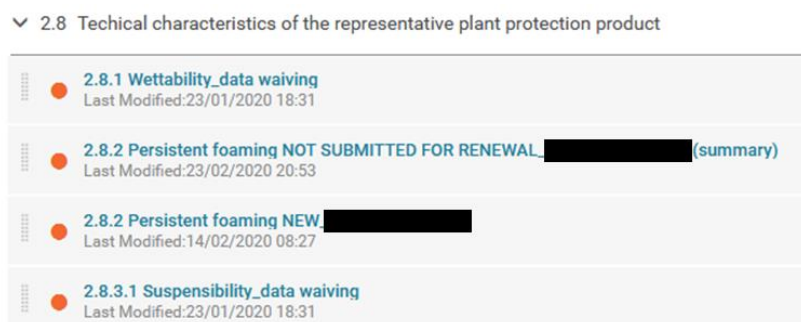 2.8 Techical characteristics of the representative plant protection product
2.8.1 Wettability_data waiving
Last Modified:23/01/2020 18:31
2.8.2 Persistent foaming NOT SUBMITTED FOR RENEWAL_ (summary)
Last Modified:23/02/2020 20:53
2.8.2 Persistent foaming NEW_
Last Modified:14/02/2020 08:27
2.8.3.1 Suspensibility_data waiving
Last Modified:23/01/2020 18:31